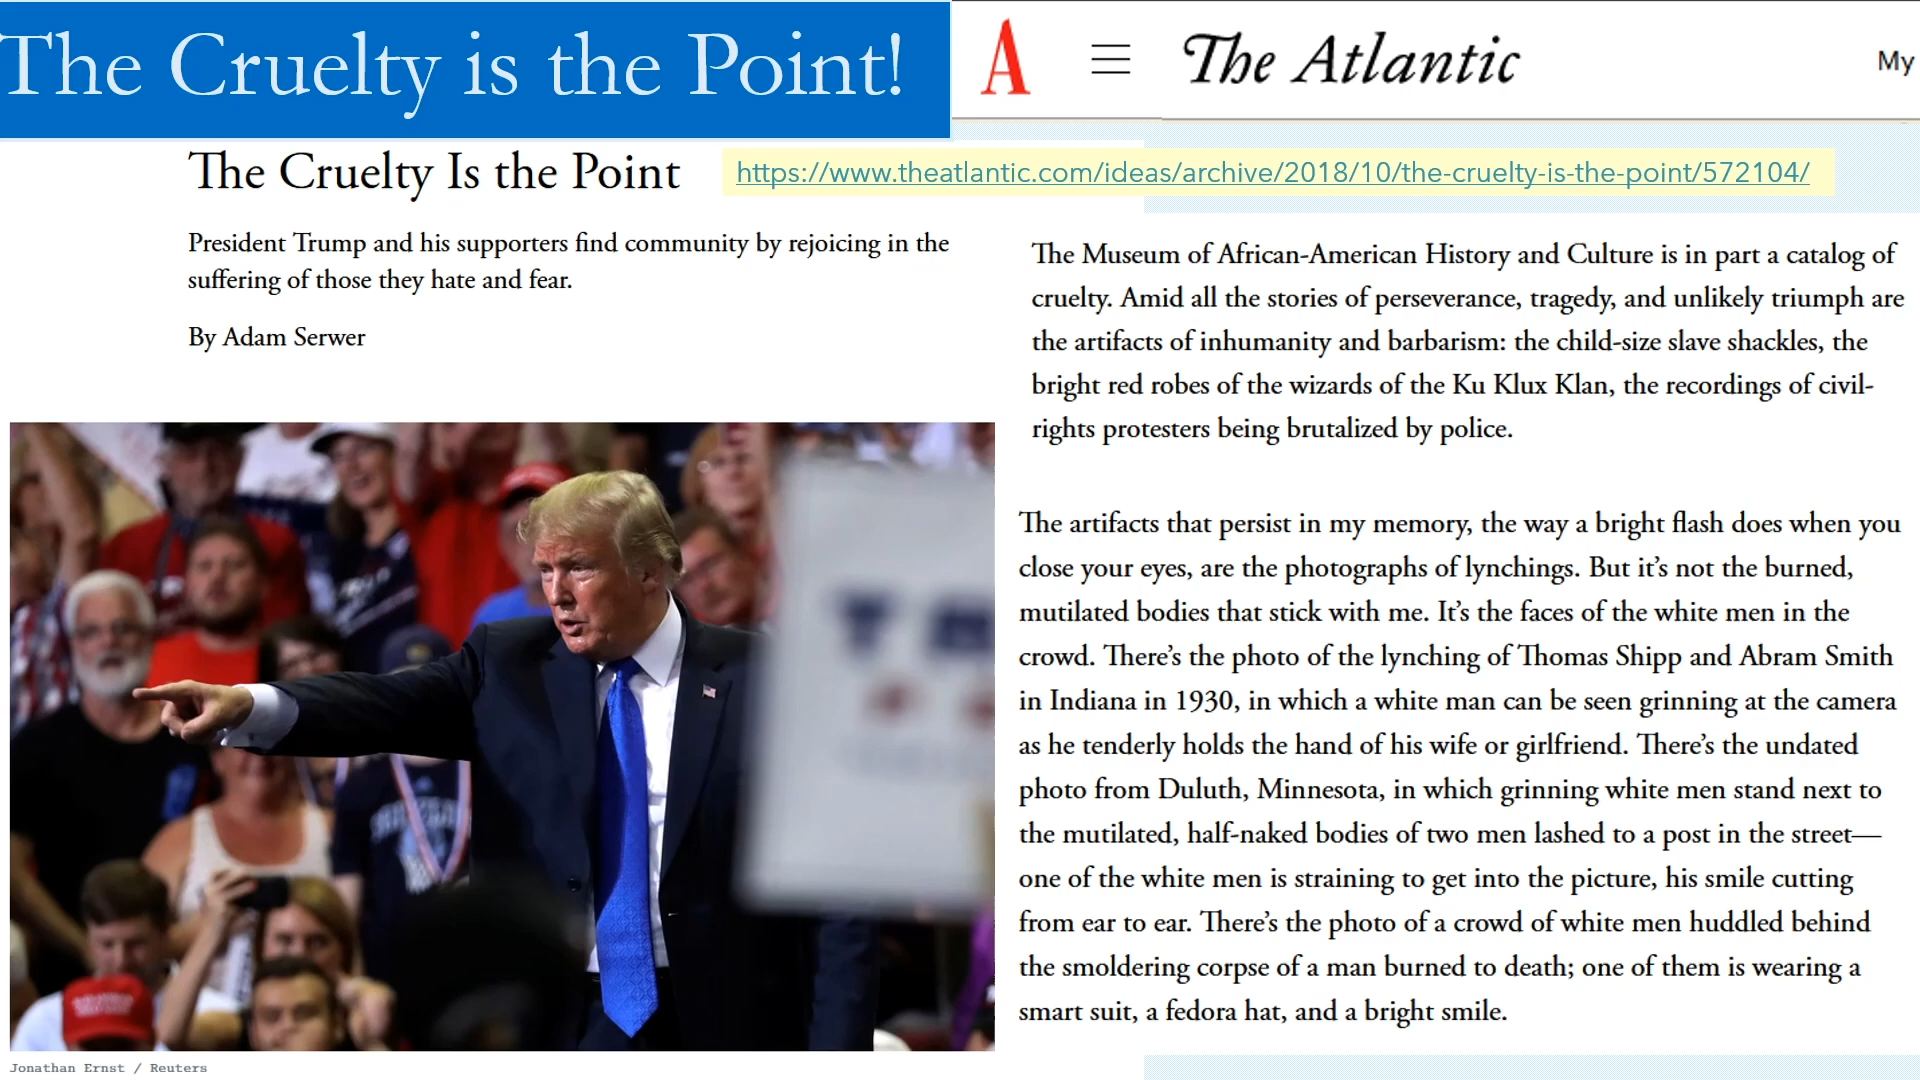 The Cruelty is the Point!
A
The Atlantic
My
The Cruelty Is the Point
https://www.theatlantic.com/ideas/archive/2018/10/the-cruelty-is-the-point/572104/
President Trump and his supporters find community by rejoicing in the
suffering of those they hate and fear.
By Adam Serwer
Jonathan Ernst / Reuters
The Museum of African-American History and Culture is in part a catalog of
cruelty. Amid all the stories of perseverance, tragedy, and unlikely triumph are
the artifacts of inhumanity and barbarism: the child-size slave shackles, the
bright red robes of the wizards of the Ku Klux Klan, the recordings of civil-
rights protesters being brutalized by police.
The artifacts that persist in my memory, the way a bright flash does when you
close your eyes, are the photographs of lynchings. But it’s not the burned,
mutilated bodies that stick with me. It’s the faces of the white men in the
crowd. There’s the photo of the lynching of Thomas Shipp and Abram Smith
in Indiana in 1930, in which a white man can be seen grinning at the camera
as he tenderly holds the hand of his wife or girlfriend. There’s the undated
photo from Duluth, Minnesota, in which grinning white men stand next to
the mutilated, half-naked bodies of two men lashed to a post in the street—
one of the white men is straining to get into the picture, his smile cutting
from ear to ear. There’s the photo of a crowd of white men huddled behind
the smoldering corpse of a man burned to death; one of them is wearing a
smart suit, a fedora hat, and a bright smile.